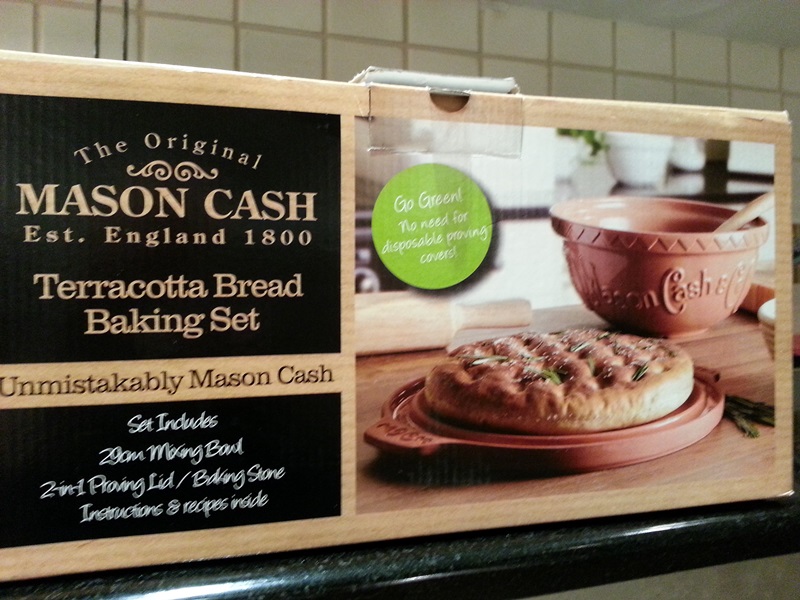 The Original
MASON CASH
Est. England 1800
Terracotta Bread
Baking Set
Unmistakably Mason Cash
Set Includes
29cm Mixing Bowl
2-in-1 Proving Lid / Baking Stone
Instructions & recipes inside
Go Green!
No need for
disposable proving
covers!
Mason Cash & C